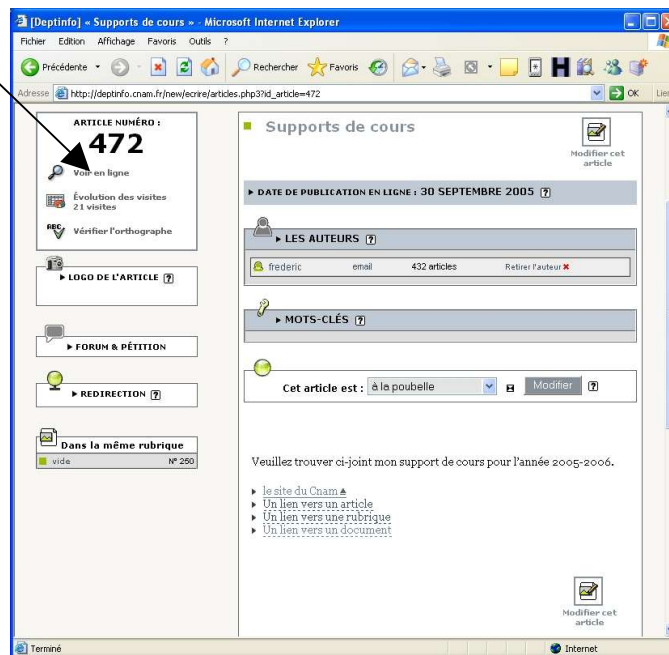 [Deptinfo] « Supports de cours » - Microsoft Internet Explorer
Fichier Edition Affichage Favoris Outils ?
Précédente Rechercher Favoris
Adresse http://deptinfo.cnam.fr/new/ecrire/articles.php3?id_article=472 OK Lien
ARTICLE NUMÉRO :
472
Voir en ligne
Évolution des visites
21 visites
ABC Vérifier l'orthographe
LOGO DE L'ARTICLE ?
FORUM & PÉTITION
REDIRECTION ?
Dans la même rubrique
vide N° 250
Supports de cours
Modifier cet
article
DATE DE PUBLICATION EN LIGNE : 30 SEPTEMBRE 2005 ?
LES AUTEURS ?
frederic email 432 articles Retirer l'auteur
MOTS-CLÉS ?
Cet article est : à la poubelle Modifier ?
Veuillez trouver ci-joint mon support de cours pour l'année 2005-2006.
le site du Cnam
Un lien vers un article
Un lien vers une rubrique
Un lien vers un document
Modifier cet
article
Terminé Internet